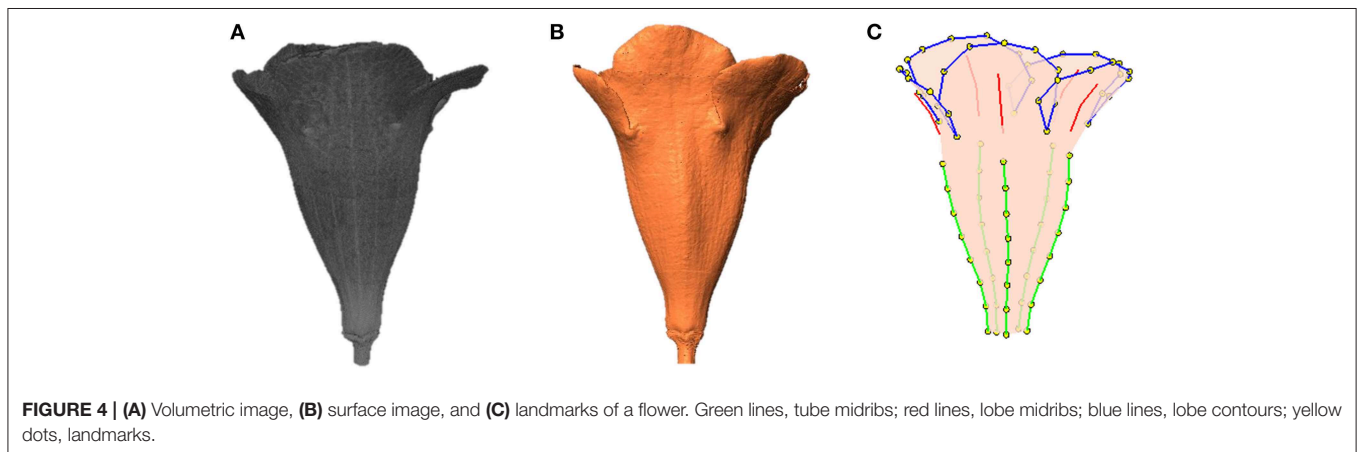 A
B
C
FIGURE 4 | (A) Volumetric image, (B) surface image, and (C) landmarks of a flower. Green lines, tube midribs; red lines, lobe midribs; blue lines, lobe contours; yellow
dots, landmarks.